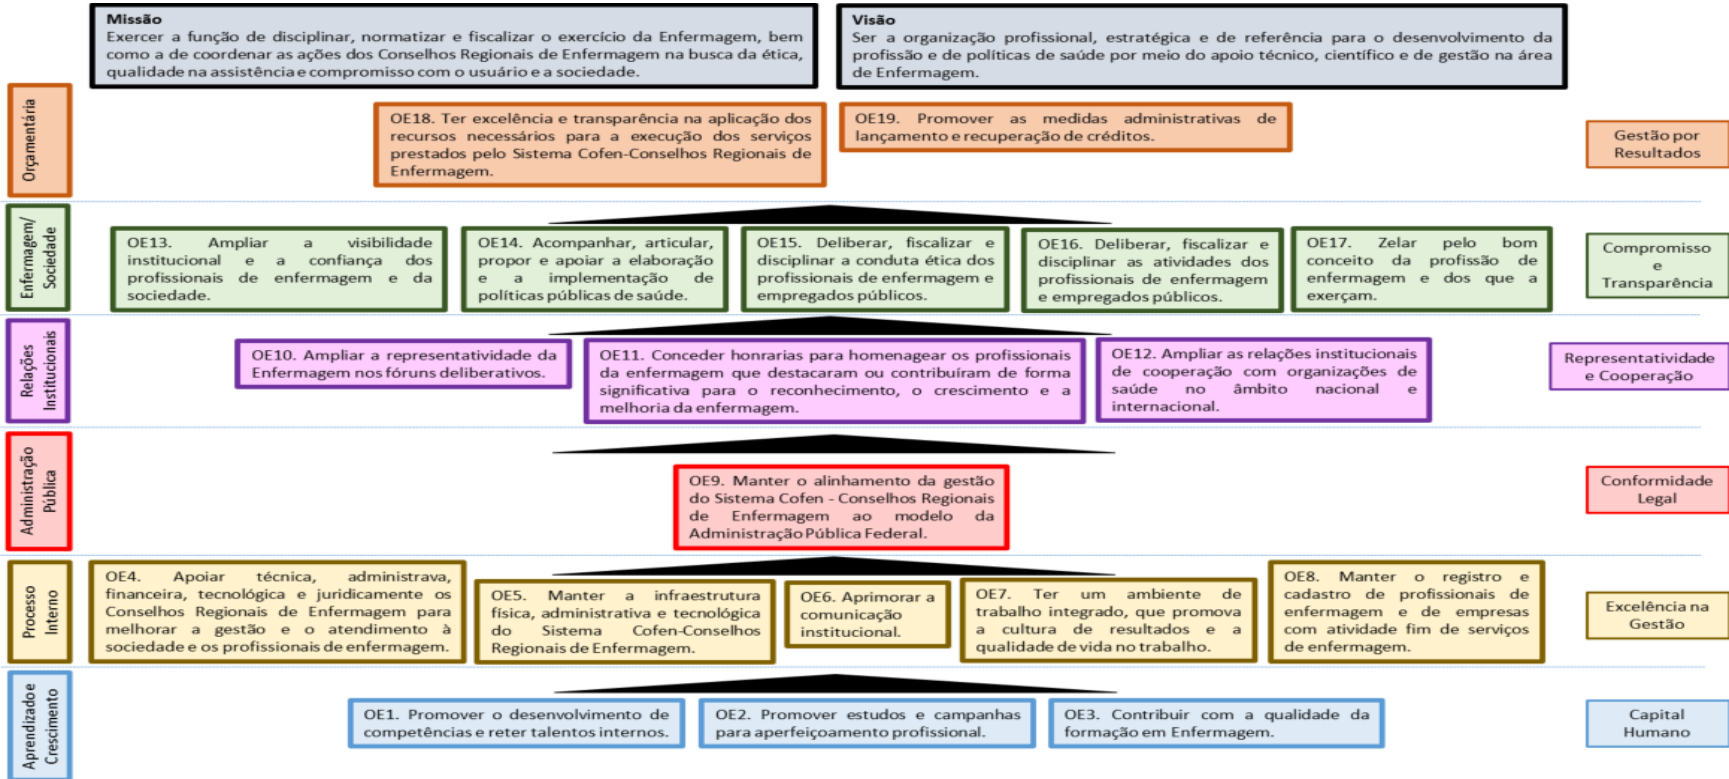 Missão
Exercer a função de disciplinar, normatizar e fiscalizar o exercício da Enfermagem, bem
como a de coordenar as ações dos Conselhos Regionais de Enfermagem na busca da ética,
qualidade na assistência e compromisso com o usuário e a sociedade.
Visão
Ser a organização profissional, estratégica e de referência para o desenvolvimento da
profissão e de políticas de saúde por meio do apoio técnico, científico e de gestão na área
de Enfermagem.
Orçamentária
OE18. Ter excelência e transparência na aplicação dos
recursos necessários para a execução dos serviços
prestados pelo Sistema Cofen-Conselhos Regionais de
Enfermagem.
OE19. Promover as medidas administrativas de
lançamento e recuperação de créditos.
Gestão por
Resultados
Enfermagem/
Sociedade
OE13. Ampliar a visibilidade
institucional e a confiança dos
profissionais de enfermagem e da
sociedade.
OE14. Acompanhar, articular,
propor e apoiar a elaboração
e a implementação de
políticas públicas de saúde.
OE15. Deliberar, fiscalizar e
disciplinar a conduta ética dos
profissionais de enfermagem e
empregados públicos.
OE16. Deliberar, fiscalizar e
disciplinar as atividades dos
profissionais de enfermagem
e empregados públicos.
OE17. Zelar pelo bom
conceito da profissão de
enfermagem e dos que a
exerçam.
Compromisso
e
Transparência
Relações
Institucionais
OE10. Ampliar a representatividade da
Enfermagem nos fóruns deliberativos.
OE11. Conceder honrarias para homenagear os profissionais
da enfermagem que destacaram ou contribuíram de forma
significativa para o reconhecimento, o crescimento e a
melhoria da enfermagem.
OE12. Ampliar as relações institucionais
de cooperação com organizações de
saúde no âmbito nacional e
internacional.
Representatividade
e Cooperação
Administração
Pública
OE9. Manter o alinhamento da gestão
do Sistema Cofen - Conselhos Regionais
de Enfermagem ao modelo da
Administração Pública Federal.
Conformidade
Legal
Processo
Interno
OE4. Apoiar técnica, administrava,
financeira, tecnológica e juridicamente os
Conselhos Regionais de Enfermagem para
melhorar a gestão e o atendimento à
sociedade e os profissionais de enfermagem.
OE5. Manter a infraestrutura
física, administrativa e tecnológica
do Sistema Cofen-Conselhos
Regionais de Enfermagem.
OE6. Aprimorar a
comunicação
institucional.
OE7. Ter um ambiente de
trabalho integrado, que promova
a cultura de resultados e a
qualidade de vida no trabalho.
OE8. Manter o registro e
cadastro de profissionais de
enfermagem e de empresas
com atividade fim de serviços
de enfermagem.
Excelência na
Gestão
Aprendizado e
Crescimento
OE1. Promover o desenvolvimento de
competências e reter talentos internos.
OE2. Promover estudos e campanhas
para aperfeiçoamento profissional.
OE3. Contribuir com a qualidade da
formação em Enfermagem.
Capital
Humano